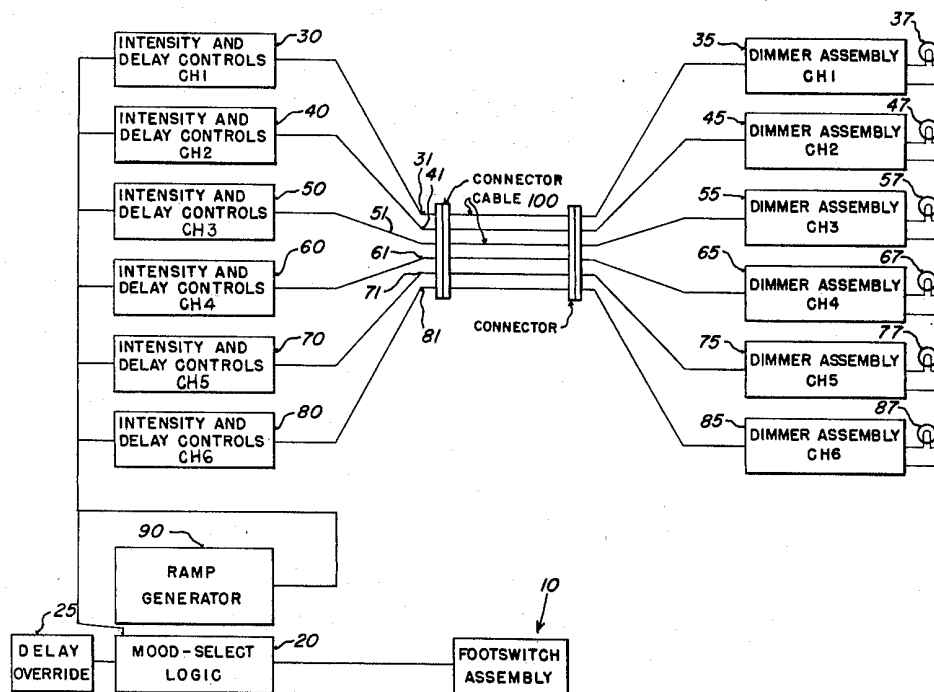 INTENSITY AND
DELAY CONTROLS
CH1
30
INTENSITY AND
DELAY CONTROLS
CH2
40
INTENSITY AND
DELAY CONTROLS
CH3
50
INTENSITY AND
DELAY CONTROLS
CH4
60
INTENSITY AND
DELAY CONTROLS
CH5
70
INTENSITY AND
DELAY CONTROLS
CH6
80
31
41
51
61
71
81
CONNECTOR
CABLE 100
CONNECTOR
35
DIMMER ASSEMBLY
CH1
37
45
DIMMER ASSEMBLY
CH2
47
55
DIMMER ASSEMBLY
CH3
57
65
DIMMER ASSEMBLY
CH4
67
75
DIMMER ASSEMBLY
CH5
77
85
DIMMER ASSEMBLY
CH6
87
90
RAMP
GENERATOR
25
DELAY
OVERRIDE
20
MOOD-SELECT
LOGIC
10
FOOTSWITCH
ASSEMBLY